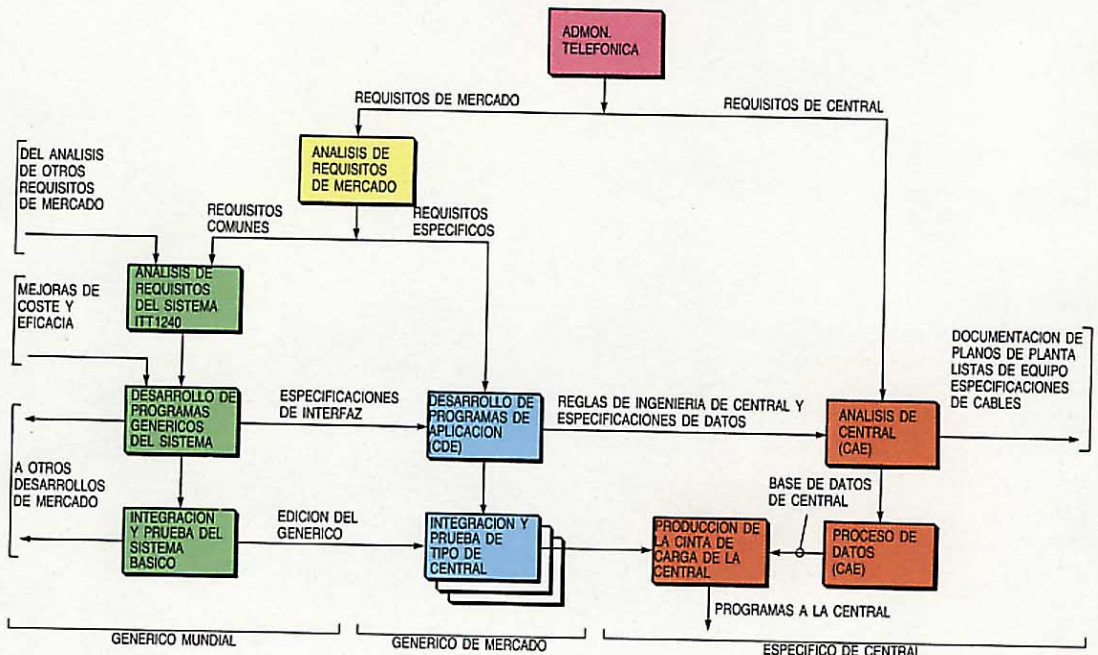 ADMON.
TELEFONICA
REQUISITOS DE MERCADO
REQUISITOS DE CENTRAL
DEL ANALISIS
DE OTROS
REQUISITOS
DE MERCADO
ANALISIS DE
REQUISITOS
DE MERCADO
REQUISITOS
COMUNES
REQUISITOS
ESPECIFICOS
ANALISIS DE
REQUISITOS
DEL SISTEMA
ITT1240
MEJORAS DE
COSTE Y
EFICACIA
DOCUMENTACION DE
PLANOS DE PLANTA
LISTAS DE EQUIPO
ESPECIFICACIONES
DE CABLES
DESARROLLO DE
PROGRAMAS
GENERICOS
DEL SISTEMA
ESPECIFICACIONES
DE INTERFAZ
DESARROLLO DE
PROGRAMAS DE
APLICACION
(CDE)
REGLAS DE INGENIERIA DE CENTRAL Y
ESPECIFICACIONES DE DATOS
ANALISIS DE
CENTRAL
(CAE)
A OTROS
DESARROLLOS
DE MERCADO
BASE DE DATOS
DE CENTRAL
INTEGRACION
Y PRUEBA DEL
SISTEMA
BASICO
EDICION DEL
GENERICO
INTEGRACION Y
PRUEBA DE
TIPO DE
CENTRAL
PRODUCCION DE
LA CINTA DE
CARGA DE LA
CENTRAL
PROCESO DE
DATOS
(CAE)
PROGRAMAS A LA CENTRAL
GENERICO MUNDIAL
GENERICO DE MERCADO
ESPECIFICO DE CENTRAL